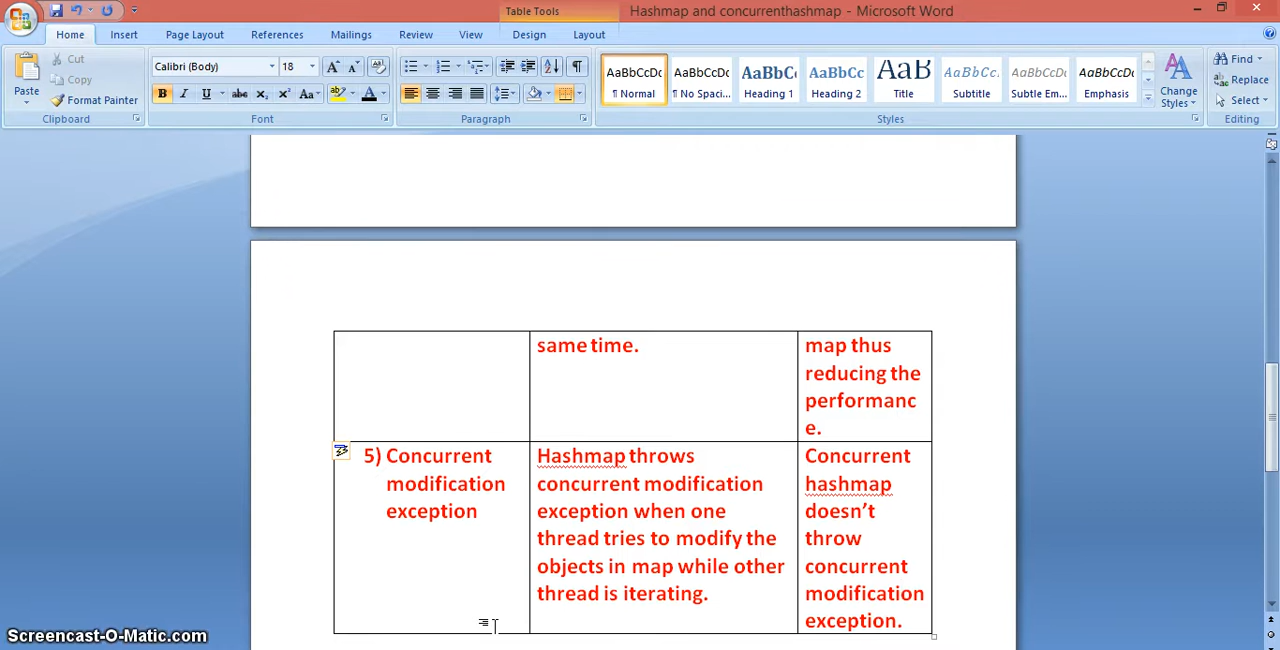 Table Tools
Hashmap and concurrenthashmap - Microsoft Word
Home Insert Page Layout References Mailings Review View Design Layout
Paste
Cut
Copy
Format Painter
Clipboard
Calibri (Body) 18
B I U abc X₂ X² Aa
Font
Paragraph
AaBbCcDc AaBbCcDc AaBbCc AaBbCc AaB AaBbCc. AaBbCcDc AaBbCcDc
¶ Normal ¶ No Spaci... Heading 1 Heading 2 Title Subtitle Subtle Em... Emphasis
Change
Styles
Styles
Find
Replace
Select
Editing
same time.
map thus
reducing the
performanc
e.
5) Concurrent
modification
exception
Hashmap throws
concurrent modification
exception when one
thread tries to modify the
objects in map while other
thread is iterating.
Concurrent
hashmap
doesn’t
throw
concurrent
modification
exception.
Screencast-O-Matic.com